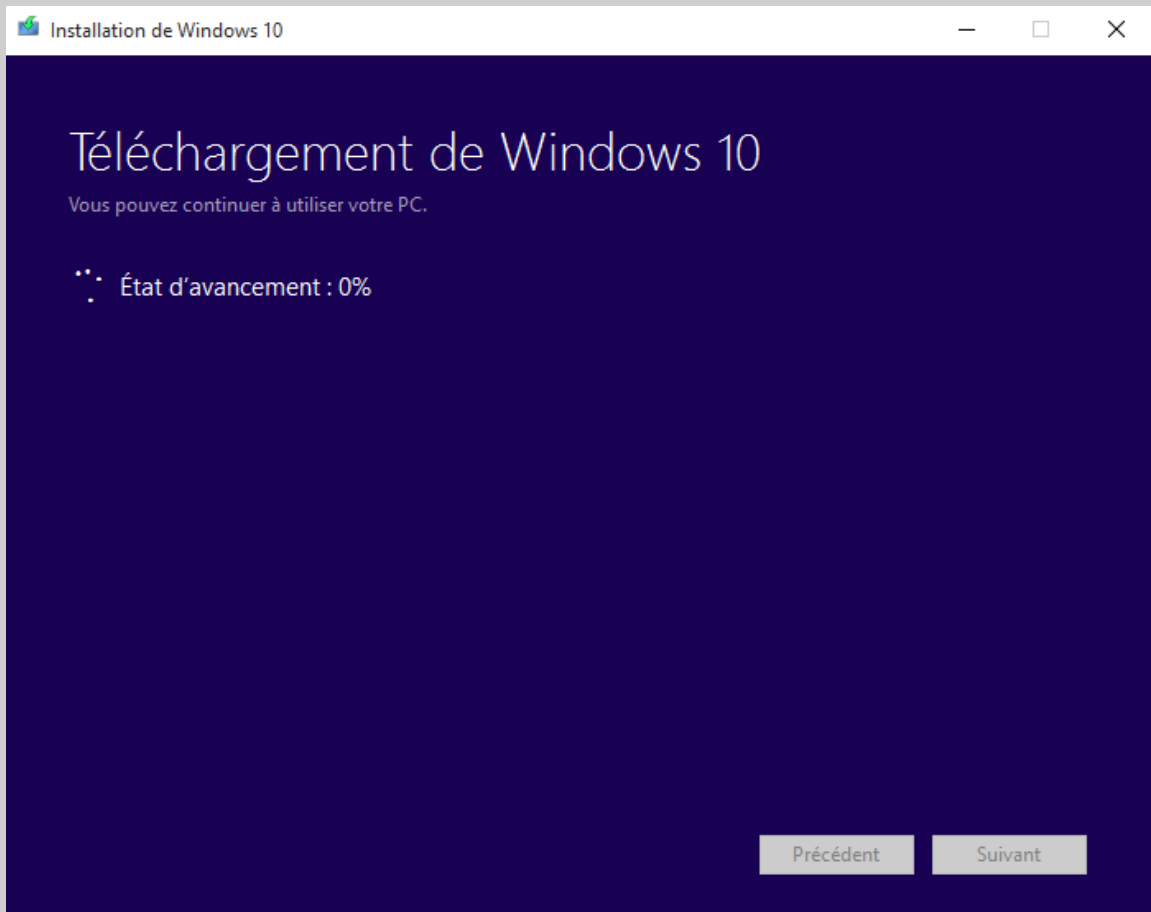 Installation de Windows 10
Téléchargement de Windows 10
Vous pouvez continuer à utiliser votre PC.
État d’avancement : 0%
Précédent
Suivant